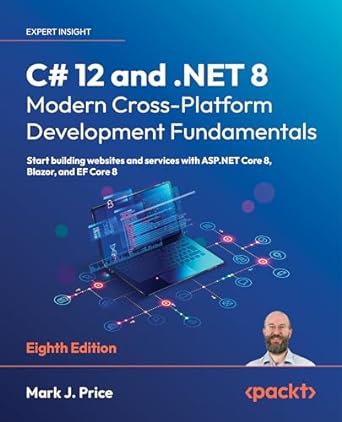 EXPERT INSIGHT
C# 12 and .NET 8
Modern Cross-Platform
Development Fundamentals
Start building websites and services with ASP.NET Core 8,
Blazor, and EF Core 8
Eighth Edition
Mark J. Price
<packt>